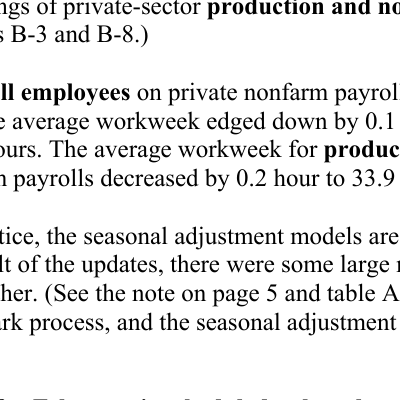 ngs of private-sector production and no
s B-3 and B-8.)
ll employees on private nonfarm payrol
e average workweek edged down by 0.1
ours. The average workweek for produc
n payrolls decreased by 0.2 hour to 33.9
tice, the seasonal adjustment models are
lt of the updates, there were some large
her. (See the note on page 5 and table A
ark process, and the seasonal adjustment